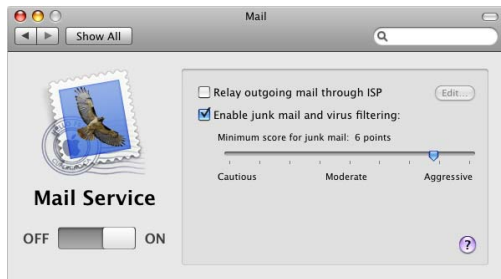 Mail
Show All
Relay outgoing mail through ISP
Edit...
Enable junk mail and virus filtering:
Minimum score for junk mail: 6 points
Cautious Moderate Aggressive
Mail Service
OFF ON
?